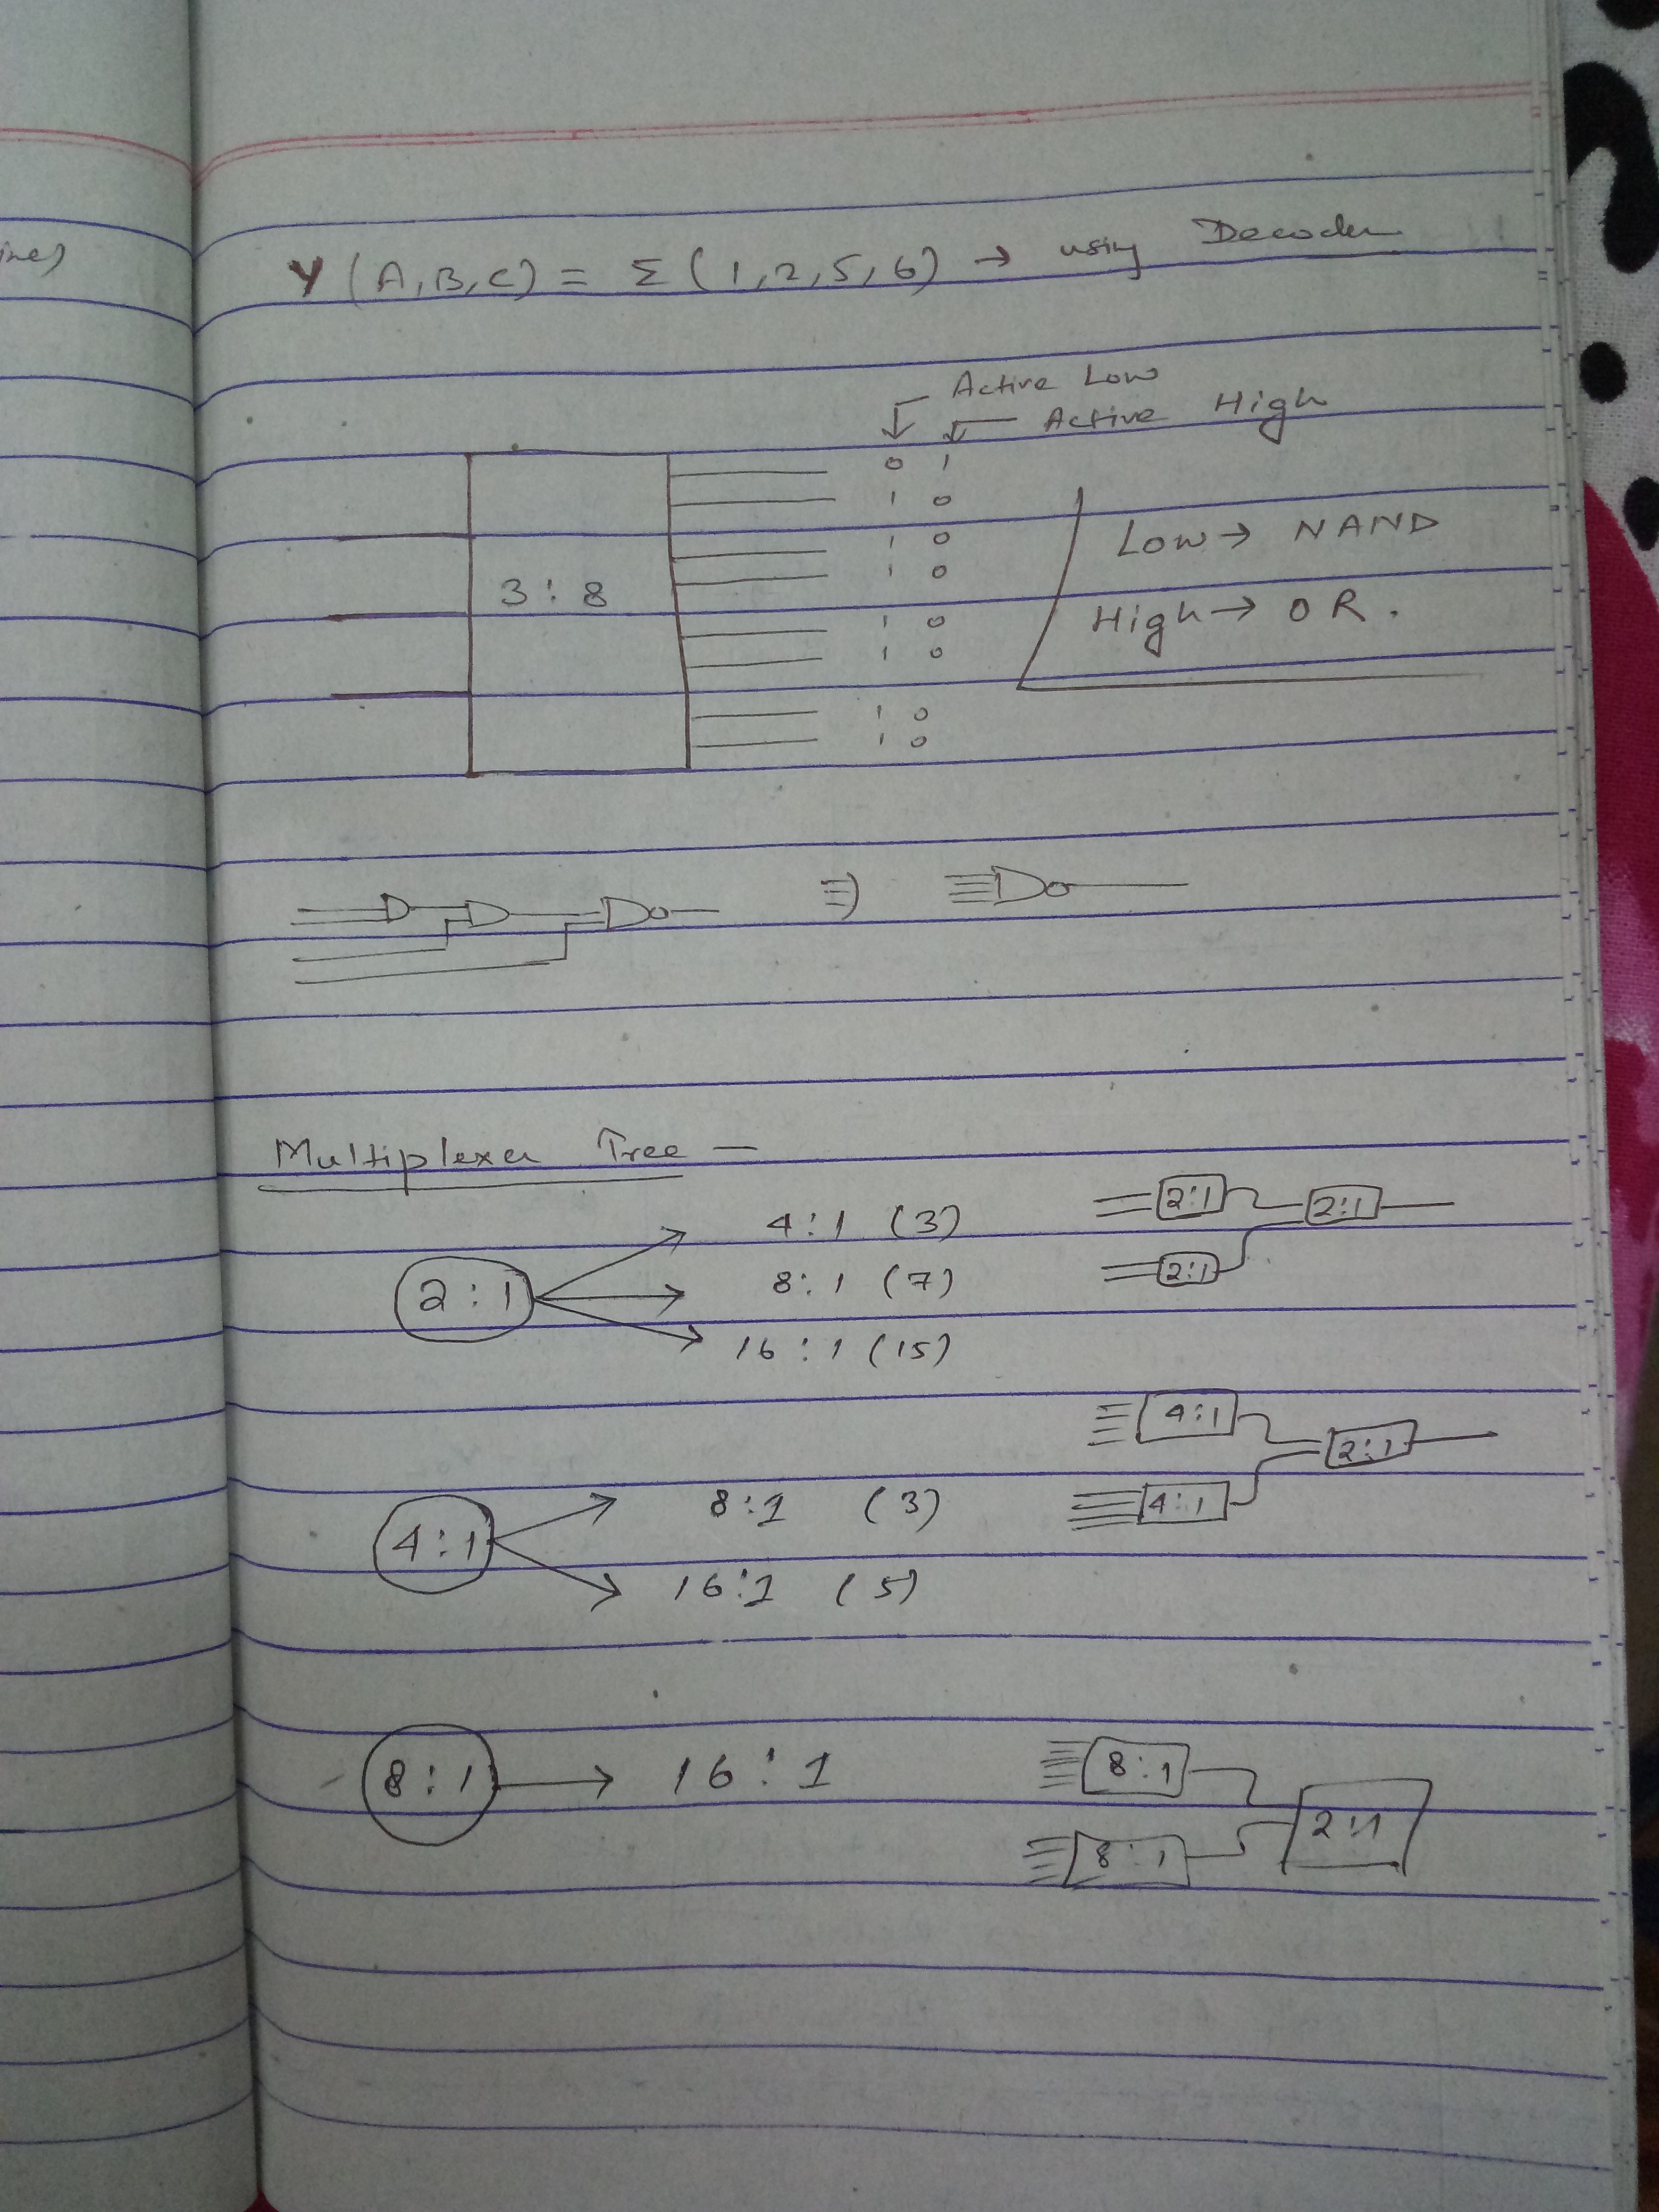 Y (A,B,C) = Σ (1,2,5,6) → using Decoder
Active Low
Active High
0 1
1 0
1 0
1 0
1 0
1 0
1 0
1 0
3 : 8
Low → NAND
High → OR.
Multiplexer Tree —
2 : 1
4 : 1 (3)
8 : 1 (7)
16 : 1 (15)
2:1
2:1
2:1
4 : 1
8 : 1 (3)
16 : 1 (5)
4:1
4:1
2:1
8 : 1 → 16 : 1
8 : 1
8 : 1
2:1